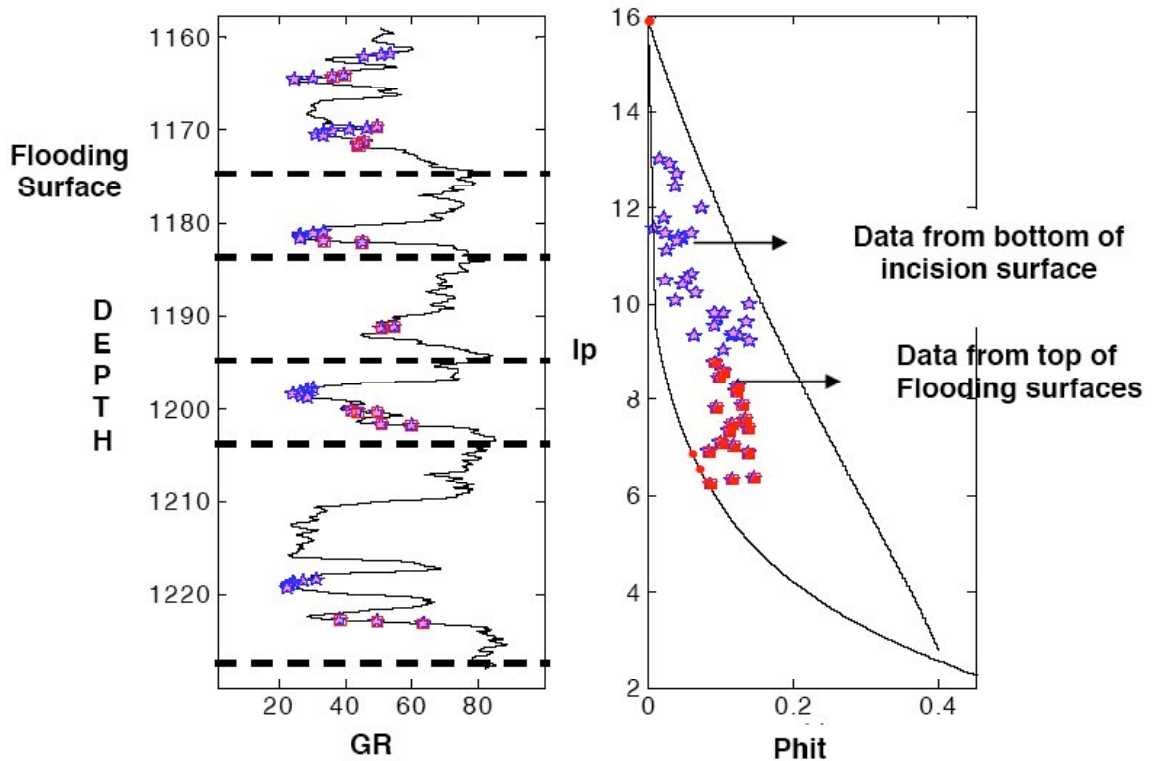 1160
1170
1180
1190
1200
1210
1220
Flooding
Surface
D
E
P
T
H
20 40 60 80
GR
16
14
12
10
8
6
4
2
Ip
0 0.2 0.4
Phit
Data from bottom of
incision surface
Data from top of
Flooding surfaces